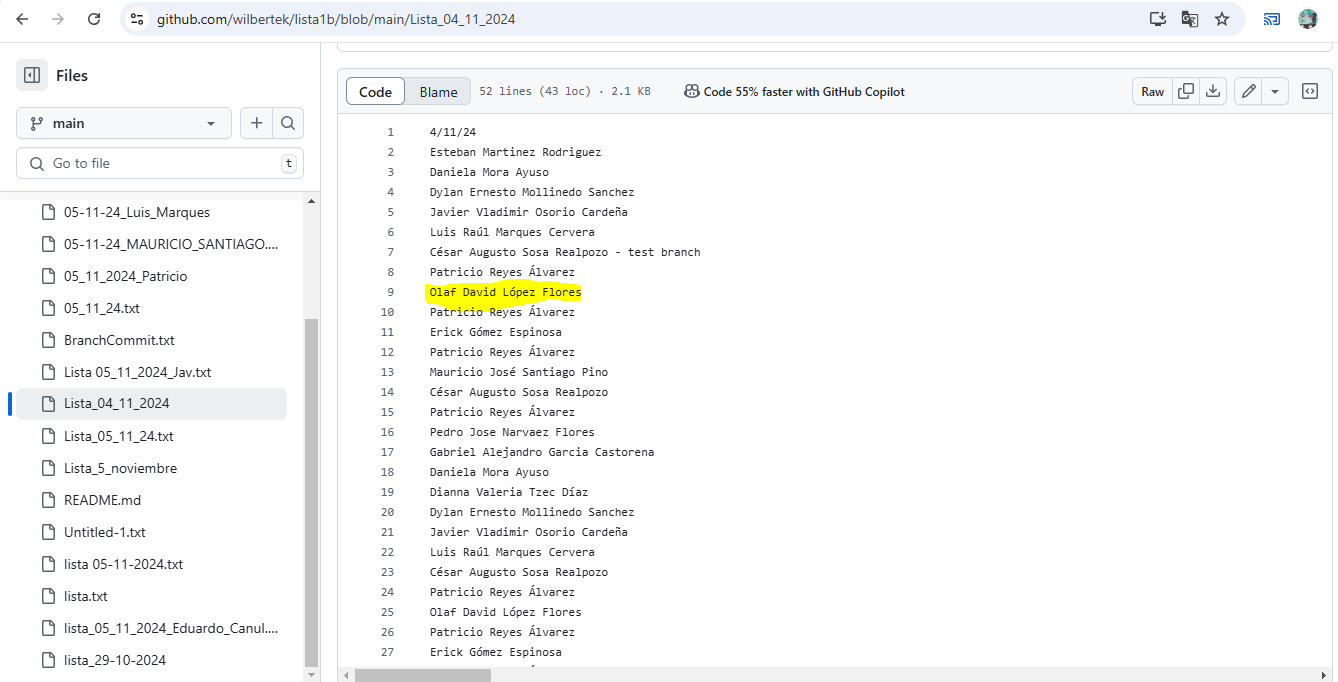 github.com/wilbertek/lista1b/blob/main/Lista_04_11_2024
Files
main
Go to file
t
05-11-24_Luis_Marques
05-11-24_MAURICIO_SANTIAGO....
05_11_2024_Patricio
05_11_24.txt
BranchCommit.txt
Lista 05_11_2024_Jav.txt
Lista_04_11_2024
Lista_05_11_24.txt
Lista_5_noviembre
README.md
Untitled-1.txt
lista 05-11-2024.txt
lista.txt
lista_05_11_2024_Eduardo_Canul....
lista_29-10-2024
Code Blame 52 lines (43 loc) · 2.1 KB Code 55% faster with GitHub Copilot Raw
1 4/11/24
2 Esteban Martinez Rodriguez
3 Daniela Mora Ayuso
4 Dylan Ernesto Mollinedo Sanchez
5 Javier Vladimir Osorio Cardeña
6 Luis Raúl Marques Cervera
7 César Augusto Sosa Realpozo - test branch
8 Patricio Reyes Álvarez
9 Olaf David López Flores
10 Patricio Reyes Álvarez
11 Erick Gómez Espinosa
12 Patricio Reyes Álvarez
13 Mauricio José Santiago Pino
14 César Augusto Sosa Realpozo
15 Patricio Reyes Álvarez
16 Pedro Jose Narvaez Flores
17 Gabriel Alejandro Garcia Castorena
18 Daniela Mora Ayuso
19 Dianna Valeria Tzec Díaz
20 Dylan Ernesto Mollinedo Sanchez
21 Javier Vladimir Osorio Cardeña
22 Luis Raúl Marques Cervera
23 César Augusto Sosa Realpozo
24 Patricio Reyes Álvarez
25 Olaf David López Flores
26 Patricio Reyes Álvarez
27 Erick Gómez Espinosa